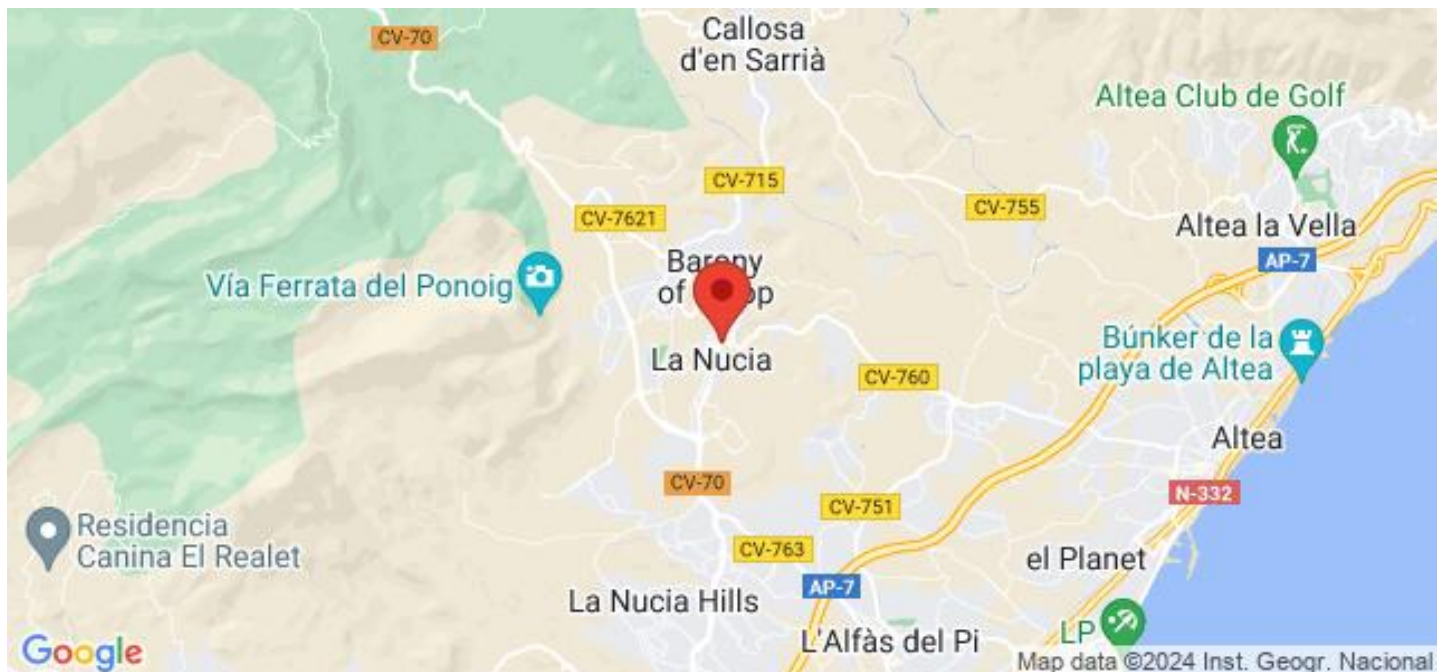 CV-70
Callosa
d'en Sarrià
Altea Club de Golf
CV-715
CV-755
CV-7621
Altea la Vella
AP-7
Vía Ferrata del Ponoig
Barony
of
La Nucia
Búnker de la
playa de Altea
CV-760
Altea
CV-70
N-332
CV-751
Residencia
Canina El Realet
CV-763
el Planet
AP-7
La Nucia Hills
L'Alfàs del Pi
LP
Google
Map data ©2024 Inst. Geogr. Nacional